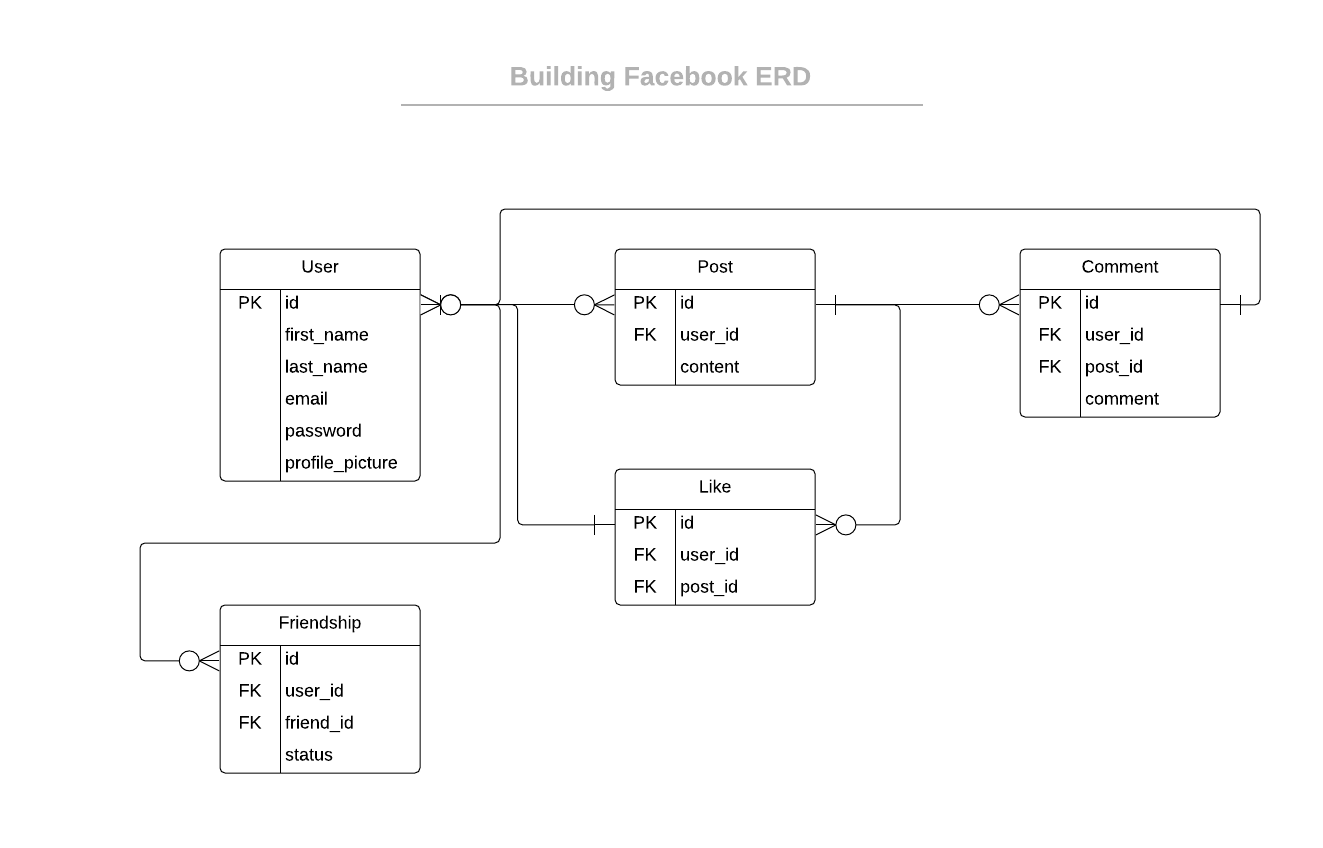 Building Facebook ERD
User
PK id
first_name
last_name
email
password
profile_picture
Post
PK id
FK user_id
content
Comment
PK id
FK user_id
FK post_id
comment
Like
PK id
FK user_id
FK post_id
Friendship
PK id
FK user_id
FK friend_id
status